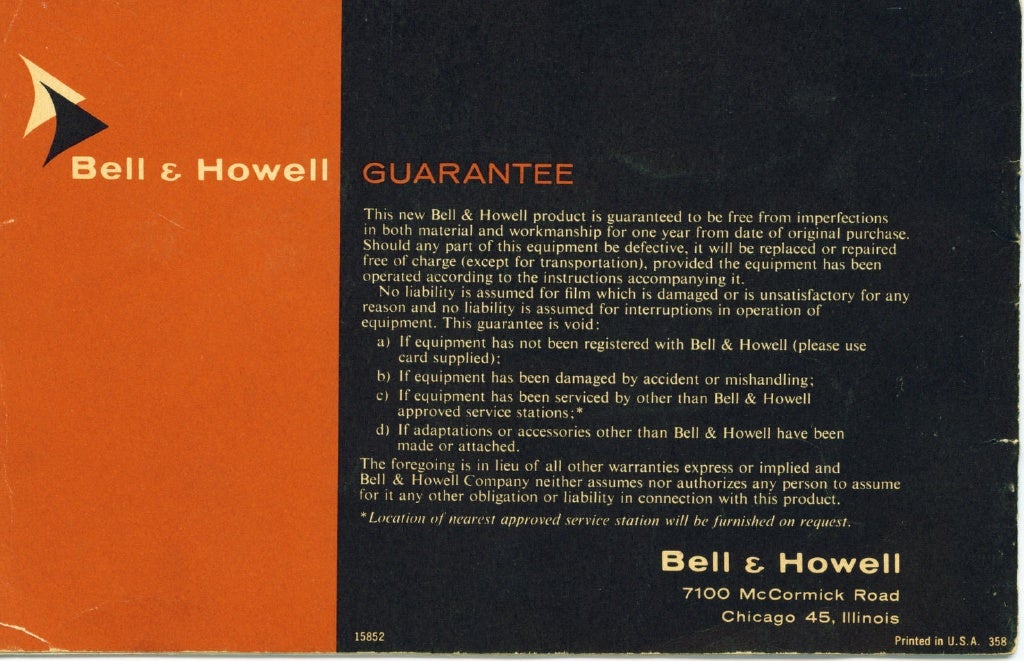 Bell & Howell
GUARANTEE
This new Bell & Howell product is guaranteed to be free from imperfections
in both material and workmanship for one year from date of original purchase.
Should any part of this equipment be defective, it will be replaced or repaired
free of charge (except for transportation), provided the equipment has been
operated according to the instructions accompanying it.
No liability is assumed for film which is damaged or is unsatisfactory for any
reason and no liability is assumed for interruptions in operation of
equipment. This guarantee is void:
a) If equipment has not been registered with Bell & Howell (please use
card supplied);
b) If equipment has been damaged by accident or mishandling;
c) If equipment has been serviced by other than Bell & Howell
approved service stations;*
d) If adaptations or accessories other than Bell & Howell have been
made or attached.
The foregoing is in lieu of all other warranties express or implied and
Bell & Howell Company neither assumes nor authorizes any person to assume
for it any other obligation or liability in connection with this product.
*Location of nearest approved service station will be furnished on request.
Bell & Howell
7100 McCormick Road
Chicago 45, Illinois
15852
Printed in U.S.A. 358